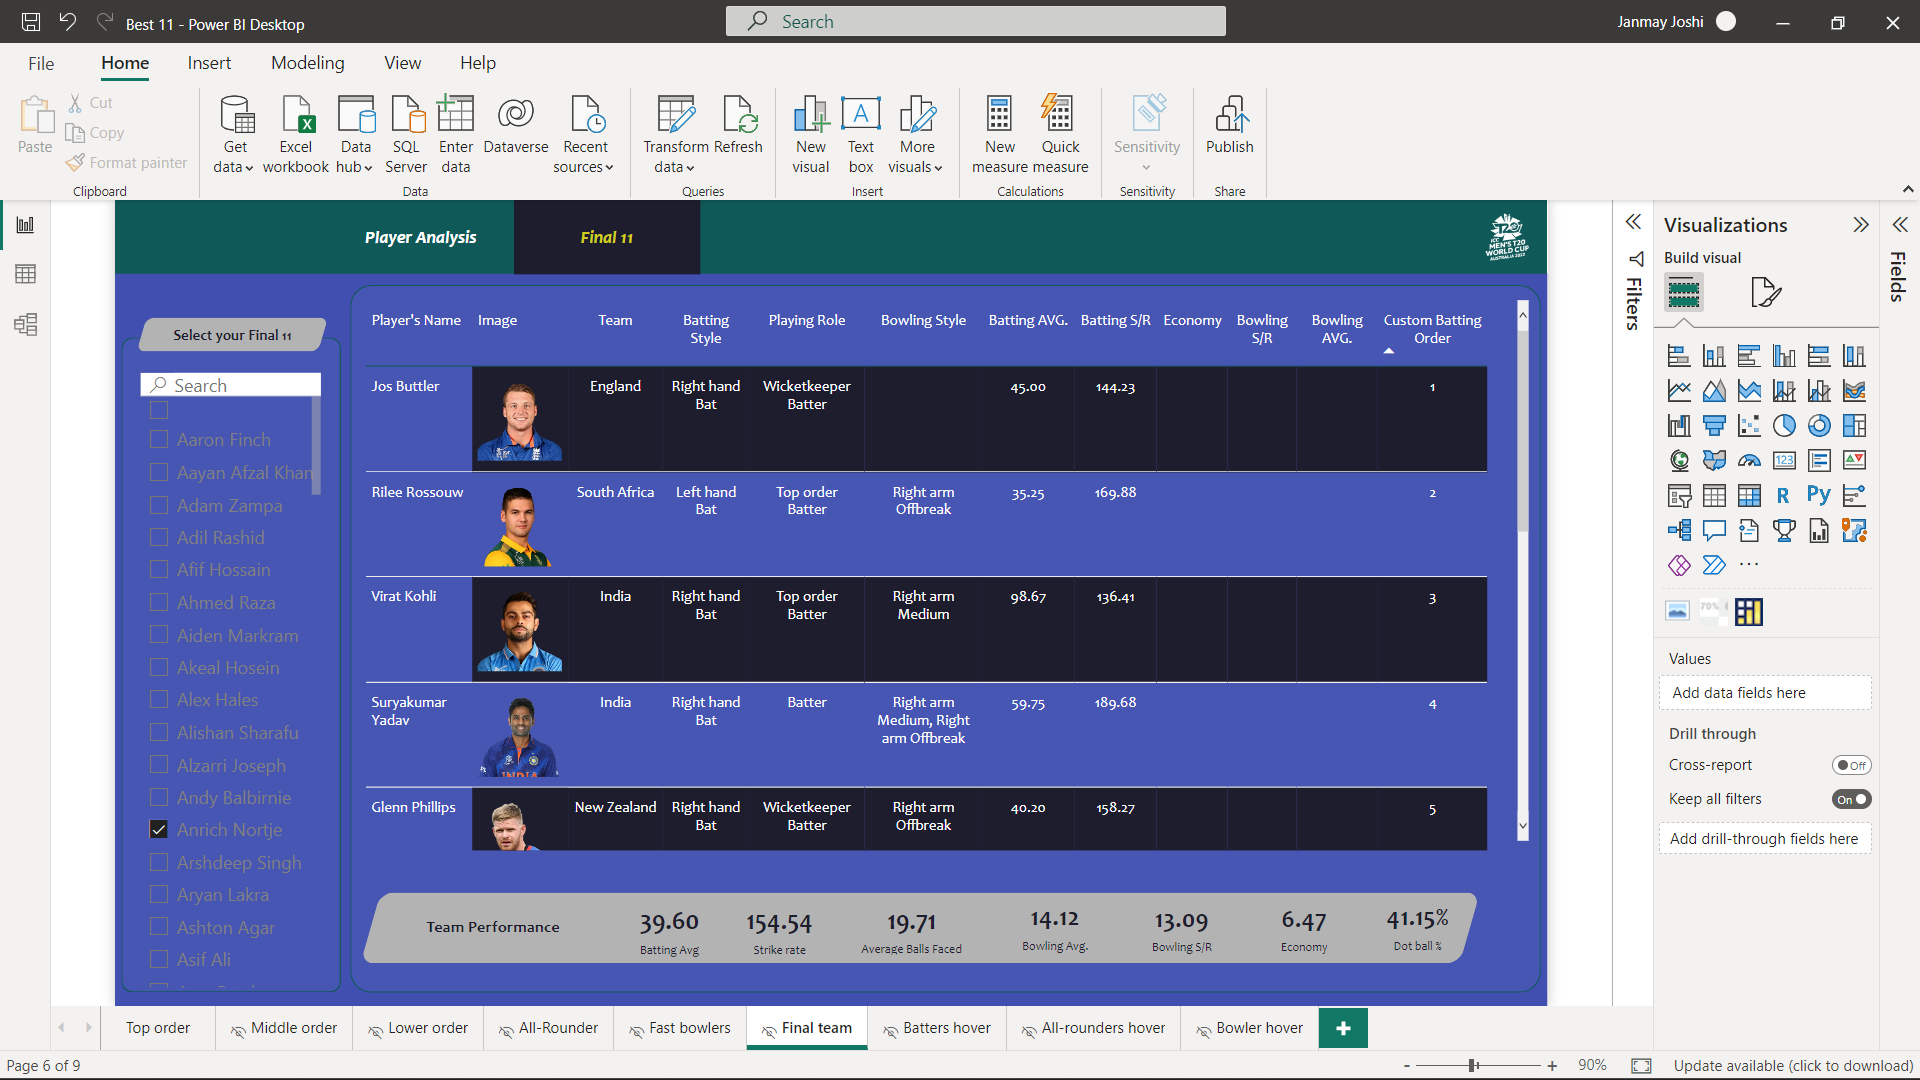 Best 11 - Power BI Desktop
Search
Janmay Joshi
File Home Insert Modeling View Help
Paste
Cut
Copy
Format painter
Clipboard
Get data
Excel workbook
Data hub
SQL Server
Enter data
Dataverse
Recent sources
Data
Transform data
Refresh
Queries
New visual
Text box
More visuals
Insert
New measure
Quick measure
Calculations
Sensitivity
Sensitivity
Publish
Share
Player Analysis
Final 11
ICC
MEN'S T20
WORLD CUP
AUSTRALIA 2022
Select your Final 11
Search
Aaron Finch
Aayan Afzal Khan
Adam Zampa
Adil Rashid
Afif Hossain
Ahmed Raza
Aiden Markram
Akeal Hosein
Alex Hales
Alishan Sharafu
Alzarri Joseph
Andy Balbirnie
Anrich Nortje
Arshdeep Singh
Aryan Lakra
Ashton Agar
Asif Ali
Player's Name Image Team Batting Style Playing Role Bowling Style Batting AVG. Batting S/R Economy Bowling S/R Bowling AVG. Custom Batting Order
Jos Buttler England Right hand Bat Wicketkeeper Batter 45.00 144.23 1
Rilee Rossouw South Africa Left hand Bat Top order Batter Right arm Offbreak 35.25 169.88 2
Virat Kohli India Right hand Bat Top order Batter Right arm Medium 98.67 136.41 3
Suryakumar Yadav India Right hand Bat Batter Right arm Medium, Right arm Offbreak 59.75 189.68 4
INDIA
Glenn Phillips New Zealand Right hand Bat Wicketkeeper Batter Right arm Offbreak 40.20 158.27 5
Team Performance
39.60 154.54 19.71 14.12 13.09 6.47 41.15%
Batting Avg Strike rate Average Balls Faced Bowling Avg. Bowling S/R Economy Dot ball %
Filters
Visualizations
Build visual
123
R
Py
...
70%
Values
Add data fields here
Drill through
Cross-report
Off
Keep all filters
On
Add drill-through fields here
Fields
Top order
Middle order
Lower order
All-Rounder
Fast bowlers
Final team
Batters hover
All-rounders hover
Bowler hover
+
Page 6 of 9
- + 90%
Update available (click to download)